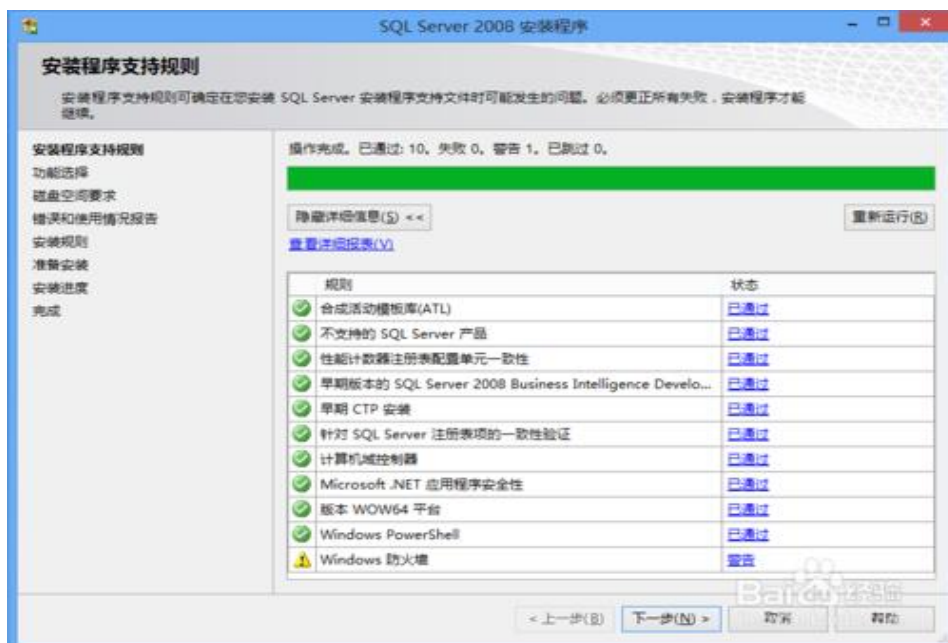 SQL Server 2008 安装程序
安装程序支持规则
安装程序支持规则可确定在您安装 SQL Server 安装程序支持文件时可能发生的问题。必须更正所有失败，安装程序才能
继续。
安装程序支持规则
功能选择
磁盘空间要求
错误和使用情况报告
安装规则
准备安装
安装进度
完成
操作完成。已通过: 10。失败 0。警告 1。已跳过 0。
隐藏详细信息(S) <<
重新运行(R)
查看详细报表(V)
规则 状态
合成活动模板库(ATL) 已通过
不支持的 SQL Server 产品 已通过
性能计数器注册表配置单元一致性 已通过
早期版本的 SQL Server 2008 Business Intelligence Develo... 已通过
早期 CTP 安装 已通过
针对 SQL Server 注册表项的一致性验证 已通过
计算机域控制器 已通过
Microsoft .NET 应用程序安全性 已通过
版本 WOW64 平台 已通过
Windows PowerShell 已通过
Windows 防火墙 警告
Baidu 经验
< 上一步(B) 下一步(N) > 取消 帮助